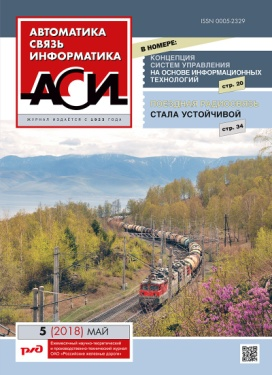 АВТОМАТИКА
СВЯЗЬ
ИНФОРМАТИКА
АСИ
ЖУРНАЛ ИЗДАЕТСЯ С 1923 ГОДА
ISSN 0005-2329
В НОМЕРЕ:
КОНЦЕПЦИЯ
СИСТЕМ УПРАВЛЕНИЯ
НА ОСНОВЕ ИНФОРМАЦИОННЫХ
ТЕХНОЛОГИЙ
стр. 20
СТАЛА УСТОЙЧИВОЙ
стр. 34
5 (2018) МАЙ
РЖД
Ежемесячный научно-теоретический
и производственно-технический журнал
ОАО «Российские железные дороги»